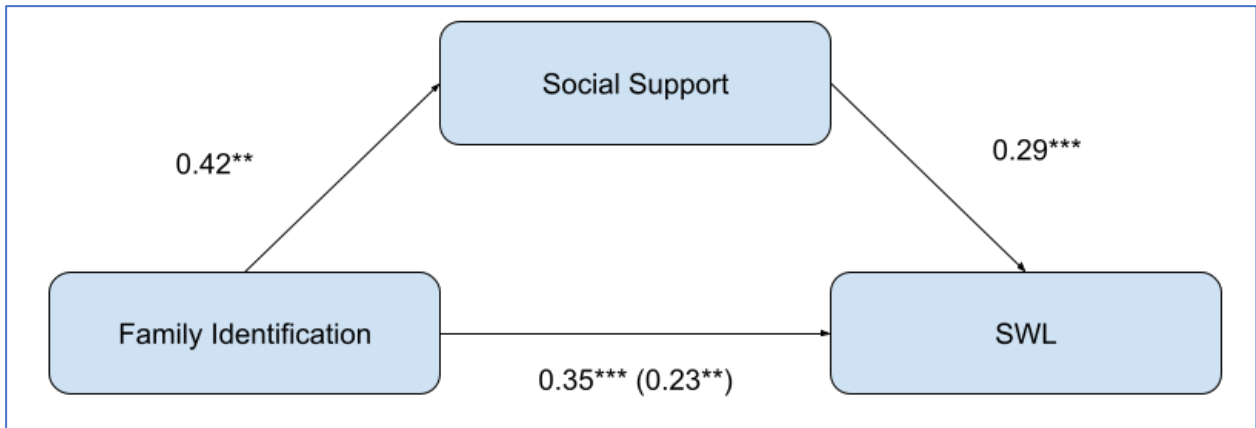 Social Support
0.42**
0.29***
Family Identification
SWL
0.35*** (0.23**)